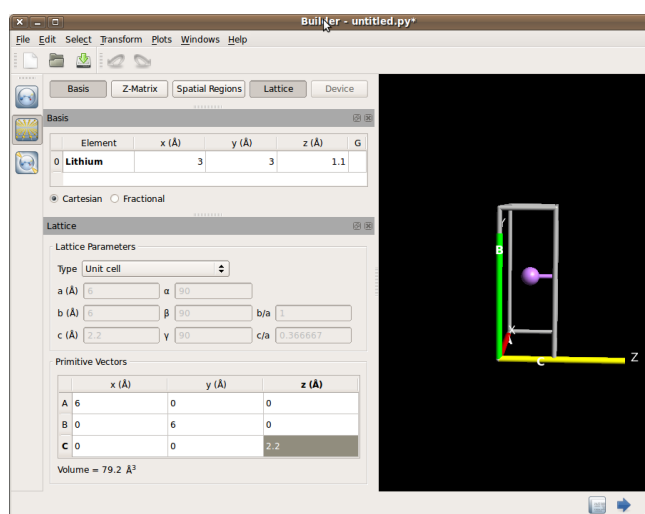 Builder - untitled.py*
File Edit Select Transform Plots Windows Help
Basis Z-Matrix Spatial Regions Lattice Device
Basis
Element x (Å) y (Å) z (Å) G
0 Lithium 3 3 1.1
Cartesian Fractional
Lattice
Lattice Parameters
Type Unit cell
a (Å) 6 α 90
b (Å) 6 β 90 b/a 1
c (Å) 2.2 γ 90 c/a 0.366667
Primitive Vectors
x (Å) y (Å) z (Å)
A 6 0 0
B 0 6 0
C 0 0 2.2
Volume = 79.2 Å³
Y
B
X
A
C
Z